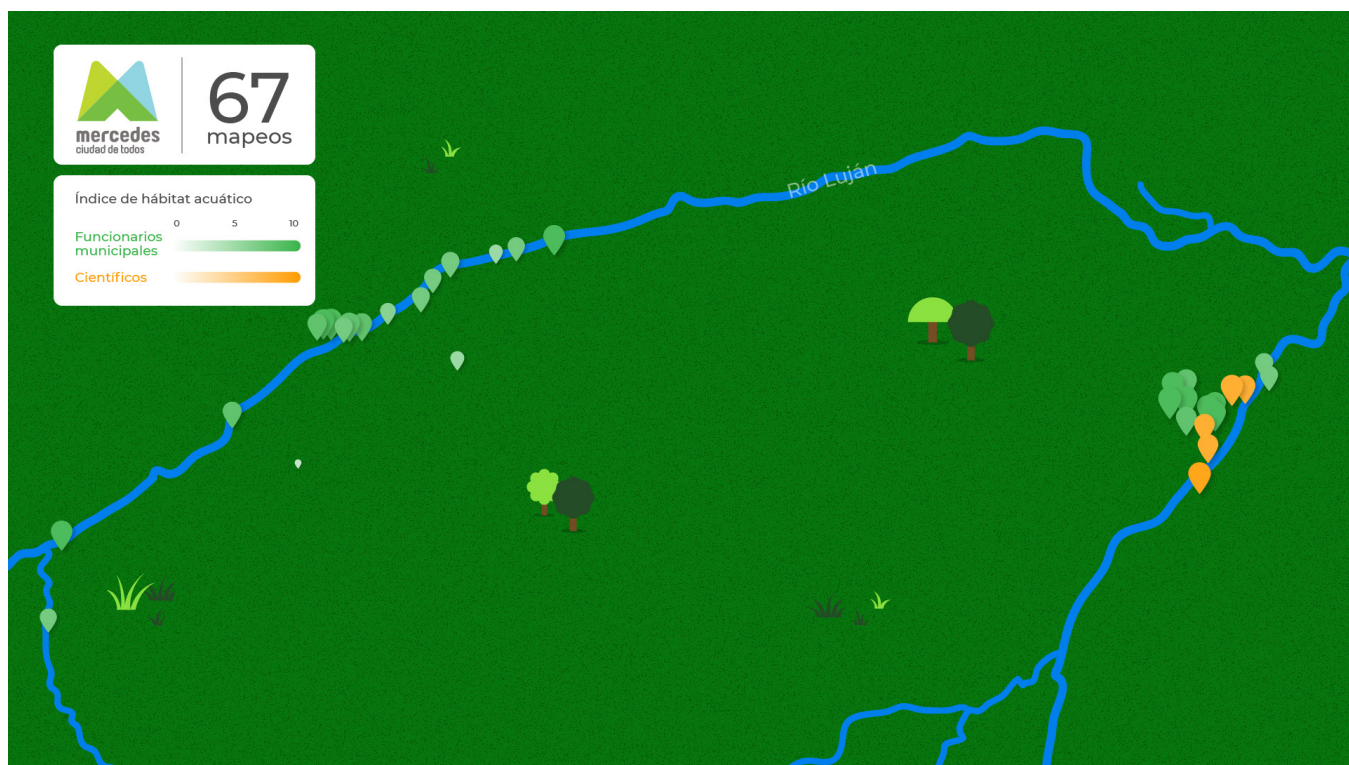 mercedes
ciudad de todos
67
mapeos
Índice de hábitat acuático
0 5 10
Funcionarios
municipales
Científicos
Río Luján